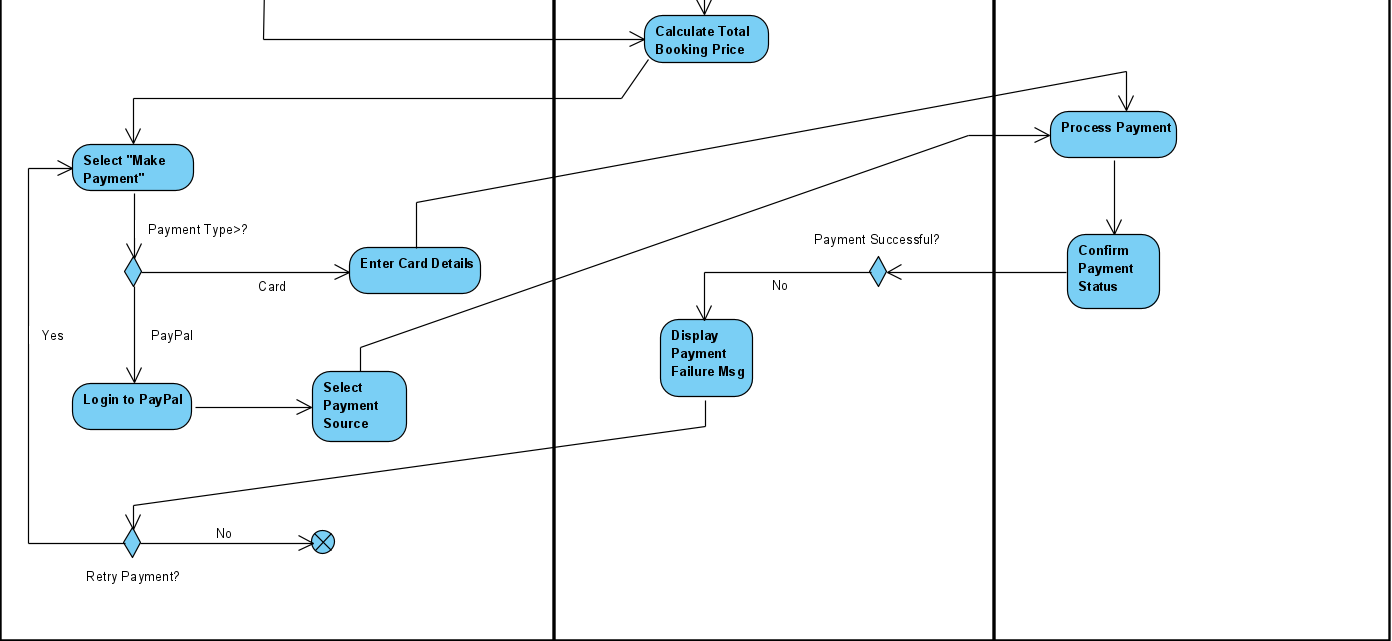 Calculate Total
Booking Price
Process Payment
Select "Make
Payment"
Payment Type>?
Payment Successful?
Enter Card Details
Confirm
Payment
Status
Card
No
Yes
PayPal
Display
Payment
Failure Msg
Login to PayPal
Select
Payment
Source
No
Retry Payment?